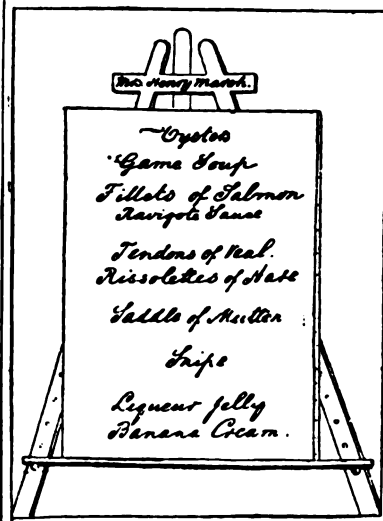 Mrs Henry Marsh.
Oysters
Game Soup
Fillets of Salmon
Ravigote Sauce
Tendons of Veal.
Rissolettes of Hare
Saddle of Mutton
Snipe
Liqueur Jelly
Banana Cream.